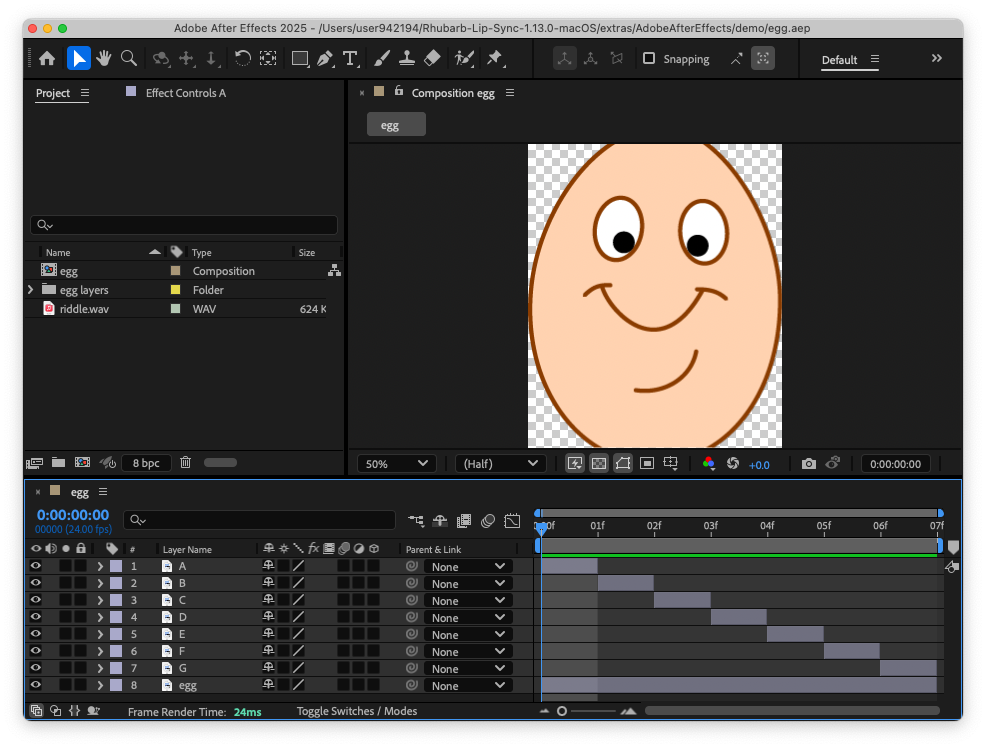 Adobe After Effects 2025 - /Users/user942194/Rhubarb-Lip-Sync-1.13.0-macOS/extras/AdobeAfterEffects/demo/egg.aep
Snapping
Default
Project
Effect Controls A
Composition egg
egg
Name Type Size
egg Composition
egg layers Folder
riddle.wav WAV 624 K
8 bpc
50%
(Half)
+0.0
0:00:00:00
egg
0:00:00:00
00000 (24.00 fps)
01f 02f 03f 04f 05f 06f 07f
# Layer Name fx Parent & Link
1 A None
2 B None
3 C None
4 D None
5 E None
6 F None
7 G None
8 egg None
Frame Render Time: 24ms
Toggle Switches / Modes